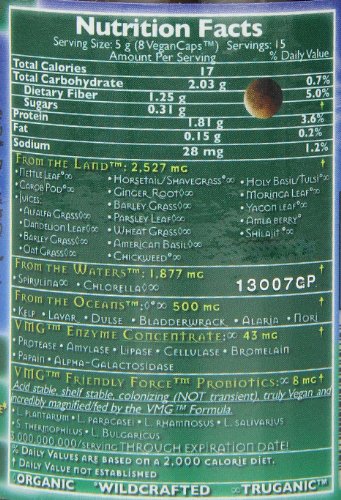 Nutrition Facts
Serving Size: 5 g (8 VeganCaps™) Servings: 15
Amount Per Serving % Daily Value
Total Calories 17
Total Carbohydrate 2.03 g 0.7%
Dietary Fiber 1.25 g 5.0%
Sugars 0.31 g †
Protein 1.81 g 3.6%
Fat 0.15 g 0.2%
Sodium 28 mg 1.2%
From the Land™: 2,527 mg †
• Nettle Leaf°∞ • Horsetail/Shavegrass°∞ • Holy Basil/Tulsi°∞
• Carob Pod°∞ • Ginger Root◊∞ • Moringa Leaf°∞
• Juices: • Barley Grass◊∞ • Yacon Leaf°∞
Alfalfa Grass◊∞ • Parsley Leaf◊∞ • Amla berry°
Dandelion Leaf◊∞ • Wheat Grass◊∞ • Shilajit°∞
Barley Grass◊∞ • American Basil◊∞
Oat Grass◊∞ • Chickweed°∞
From the Waters™: 1,877 mg
• Spirulina°∞ • Chlorella◊∞ 13007GP
From the Oceans™:◊°∞ 500 mg
• Kelp • Laver • Dulse • Bladderwrack • Alaria • Nori
VMG™ Enzyme Concentrate:∞ 43 mg †
• Protease • Amylase • Lipase • Cellulase • Bromelain
• Papain • Alpha-Galactosidase
VMG™ Friendly Force™ Probiotics:∞ 8 mg †
Acid stable, shelf stable, colonizing (NOT transient), truly Vegan and
incredibly magnified/fed by the VMG™ Formula.
L. Plantarum • L. Paracasei • L. Rhamnosus • L. Salivarius
S. Thermophilus • L. Bulgaricus
3,000,000,000/serving Through Expiration Date!
% Daily Values are based on a 2,000 calorie diet.
† Daily Value not established
°Organic °Wildcrafted ∞Truganic™